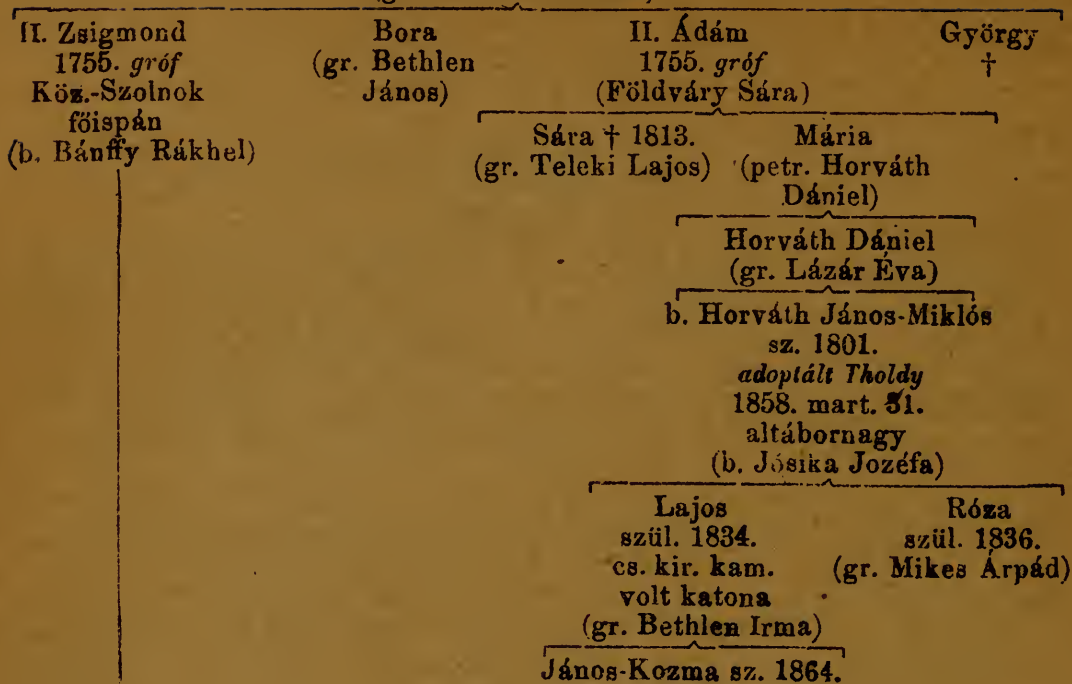 II. Zsigmond
1755. gróf
Köz.-Szolnok
főispán
(b. Bánffy Rákhel)
Bora
(gr. Bethlen
János)
II. Ádám
1755. gróf
(Földváry Sára)
György
†
Sára † 1813.
(gr. Teleki Lajos)
Mária
(petr. Horváth
Dániel)
Horváth Dániel
(gr. Lázár Éva)
b. Horváth János-Miklós
sz. 1801.
adoptált Tholdy
1858. mart. 31.
altábornagy
(b. Jósika Jozéfa)
Lajos
szül. 1834.
cs. kir. kam.
volt katona
(gr. Bethlen Irma)
Róza
szül. 1836.
(gr. Mikes Árpád)
János-Kozma sz. 1864.